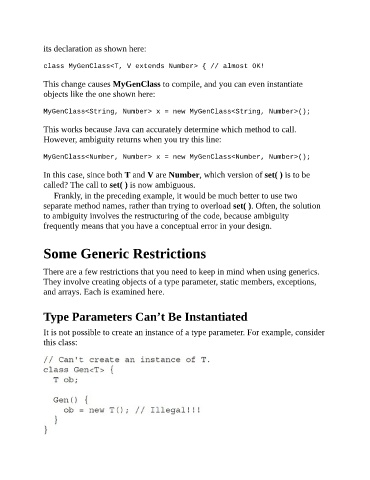 its declaration as shown here:
class MyGenClass<T, V extends Number> { // almost OK!
This change causes MyGenClass to compile, and you can even instantiate
objects like the one shown here:
MyGenClass<String, Number> x = new MyGenClass<String, Number>();
This works because Java can accurately determine which method to call.
However, ambiguity returns when you try this line:
MyGenClass<Number, Number> x = new MyGenClass<Number, Number>();
In this case, since both T and V are Number, which version of set( ) is to be
called? The call to set( ) is now ambiguous.
Frankly, in the preceding example, it would be much better to use two
separate method names, rather than trying to overload set( ). Often, the solution
to ambiguity involves the restructuring of the code, because ambiguity
frequently means that you have a conceptual error in your design.
Some Generic Restrictions
There are a few restrictions that you need to keep in mind when using generics.
They involve creating objects of a type parameter, static members, exceptions,
and arrays. Each is examined here.
Type Parameters Can’t Be Instantiated
It is not possible to create an instance of a type parameter. For example, consider
this class:
// Can't create an instance of T.
class Gen<T> {
  T ob;
  Gen() {
    ob = new T(); // Illegal!!!
  }
}